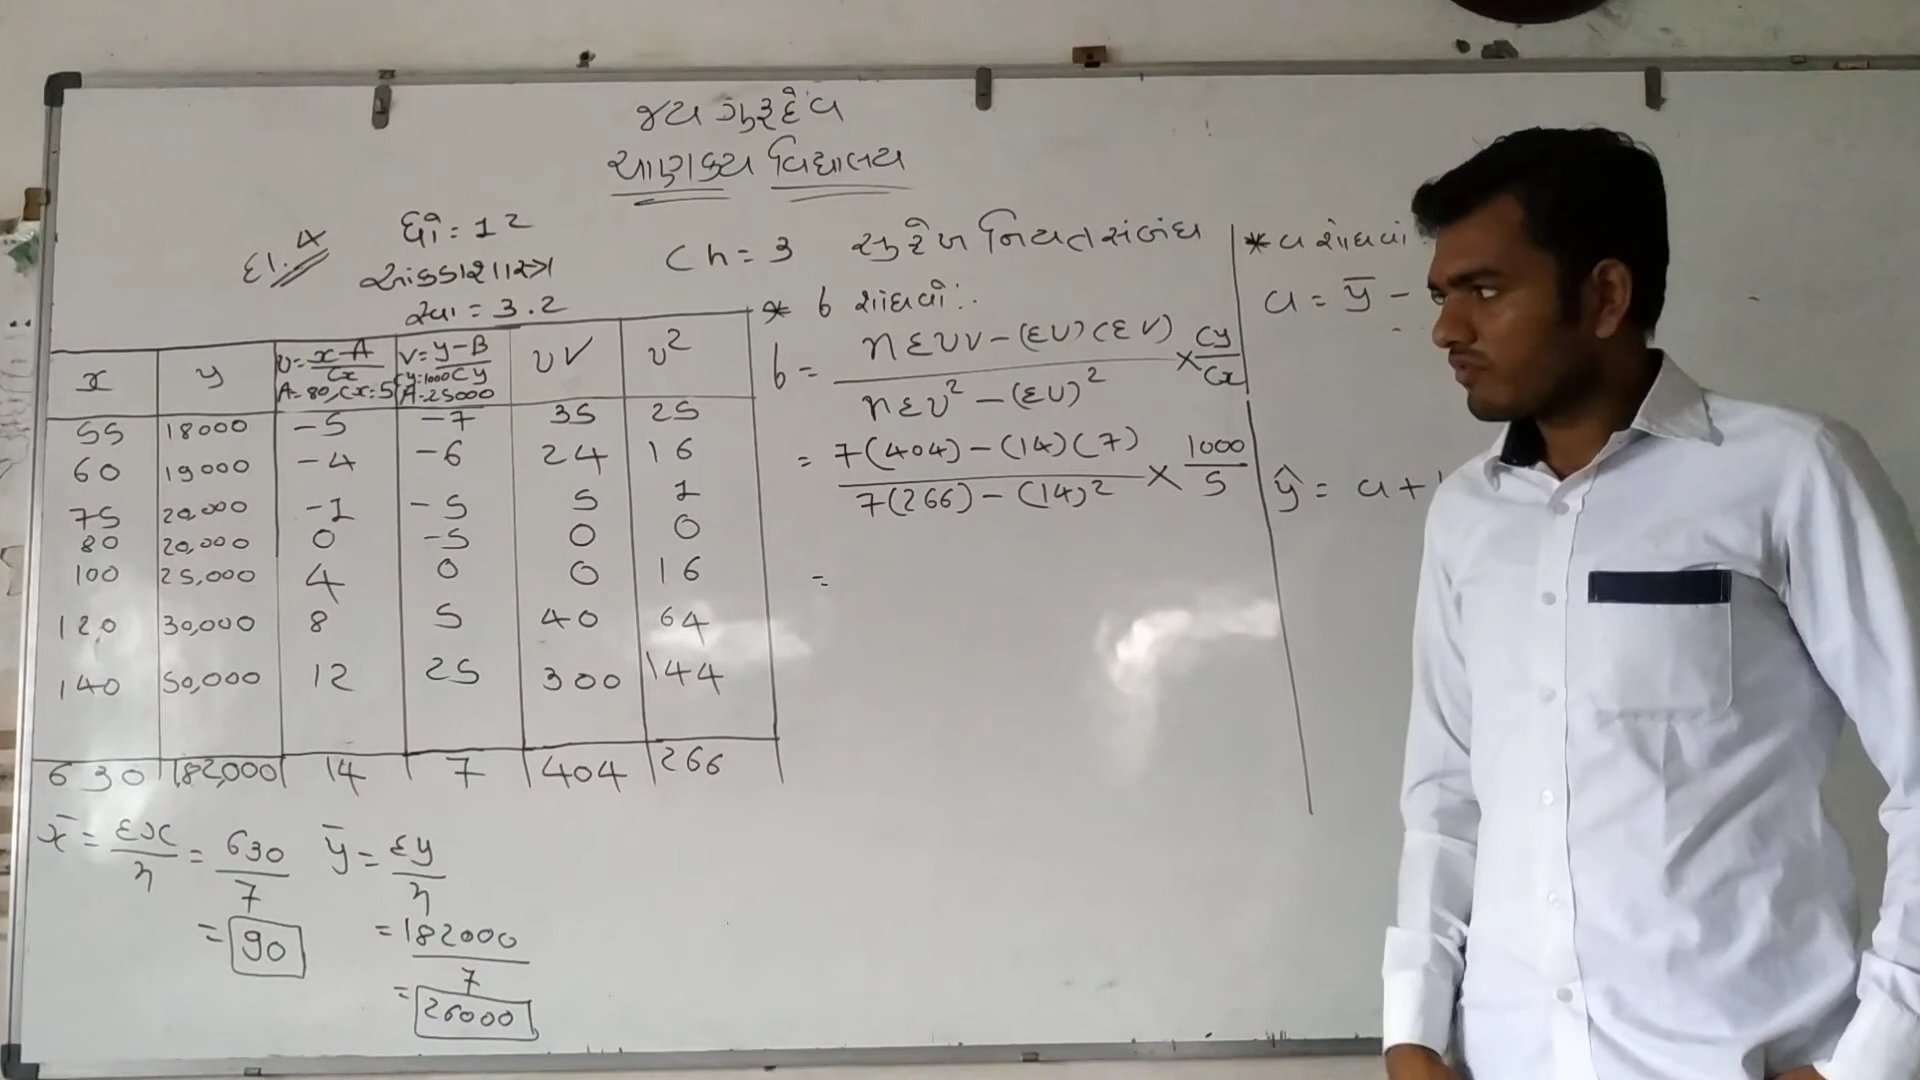 જય ગુરુદેવ
ચાણક્ય વિદ્યાલય
દા. 4
ધો = 12
આંકડાશાસ્ત્ર
સ્વા = 3.2
Ch = 3 સુરેખ નિયતસંબંધ
x y u = x-A / Cx v = y-B / Cy uv u²
A = 80, Cx = 5 Cy = 1000 A = 25000
55 18000 -5 -7 35 25
60 19000 -4 -6 24 16
75 20,000 -1 -5 5 1
80 20,000 0 -5 0 0
100 25,000 4 0 0 16
120 30,000 8 5 40 64
140 50,000 12 25 300 144
630 182,000 14 7 404 266
x̄ = Σx / n = 630 / 7
= 90
ȳ = Σy / n
= 182000 / 7
= 26000
* b શોધવો:
b = nΣuv - (Σu)(Σv) / nΣu² - (Σu)² × Cy / Cx
= 7(404) - (14)(7) / 7(266) - (14)² × 1000 / 5
=
* a શોધવો
a = ȳ -
ŷ = a +